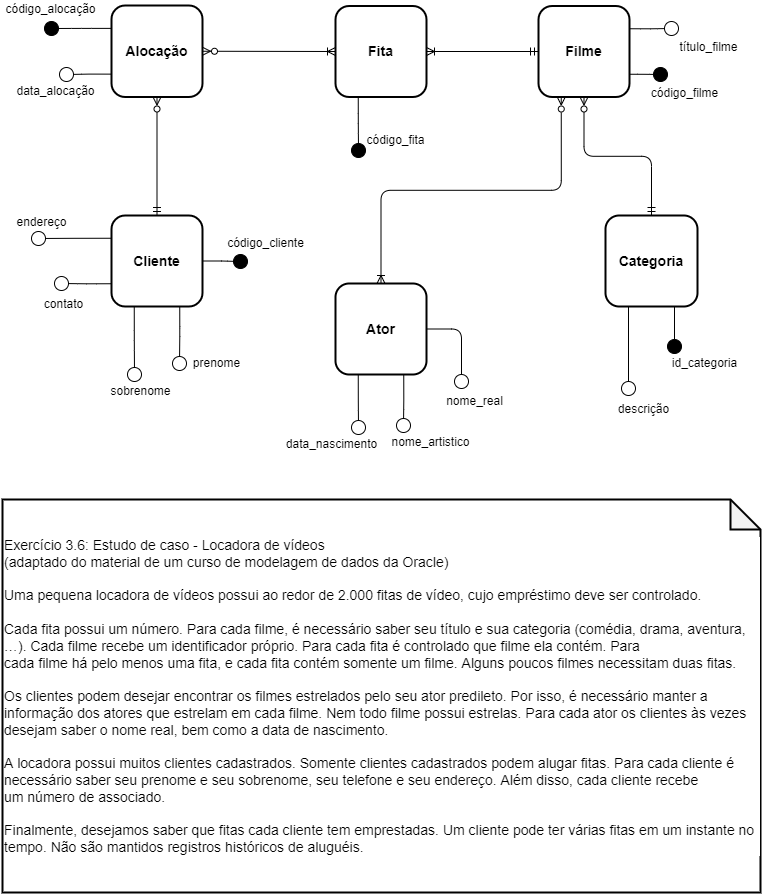 código_alocação
Alocação
Fita
Filme
título_filme
data_alocação
código_filme
código_fita
endereço
código_cliente
Cliente
Categoria
contato
Ator
prenome
id_categoria
sobrenome
nome_real
descrição
data_nascimento
nome_artistico
Exercício 3.6: Estudo de caso - Locadora de vídeos
(adaptado do material de um curso de modelagem de dados da Oracle)
Uma pequena locadora de vídeos possui ao redor de 2.000 fitas de vídeo, cujo empréstimo deve ser controlado.
Cada fita possui um número. Para cada filme, é necessário saber seu título e sua categoria (comédia, drama, aventura,
…). Cada filme recebe um identificador próprio. Para cada fita é controlado que filme ela contém. Para
cada filme há pelo menos uma fita, e cada fita contém somente um filme. Alguns poucos filmes necessitam duas fitas.
Os clientes podem desejar encontrar os filmes estrelados pelo seu ator predileto. Por isso, é necessário manter a
informação dos atores que estrelam em cada filme. Nem todo filme possui estrelas. Para cada ator os clientes às vezes
desejam saber o nome real, bem como a data de nascimento.
A locadora possui muitos clientes cadastrados. Somente clientes cadastrados podem alugar fitas. Para cada cliente é
necessário saber seu prenome e seu sobrenome, seu telefone e seu endereço. Além disso, cada cliente recebe
um número de associado.
Finalmente, desejamos saber que fitas cada cliente tem emprestadas. Um cliente pode ter várias fitas em um instante no
tempo. Não são mantidos registros históricos de aluguéis.